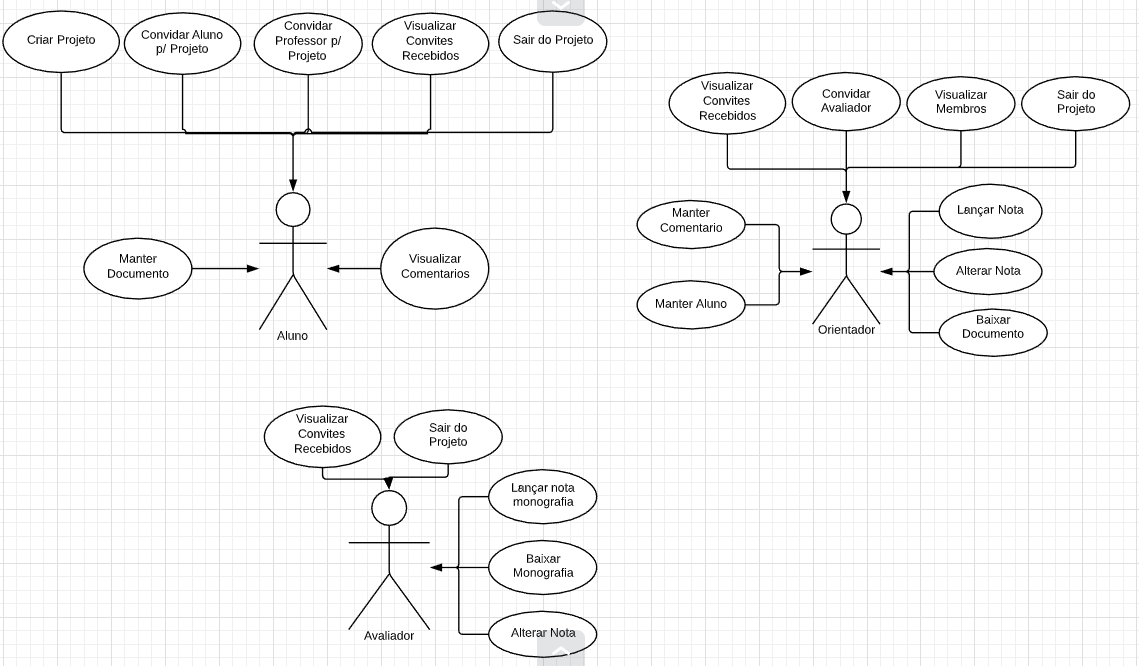 Criar Projeto
Convidar Aluno
p/ Projeto
Convidar
Professor p/
Projeto
Visualizar
Convites
Recebidos
Sair do Projeto
Visualizar
Convites
Recebidos
Convidar
Avaliador
Visualizar
Membros
Sair do
Projeto
Manter
Documento
Visualizar
Comentarios
Aluno
Manter
Comentario
Manter Aluno
Lançar Nota
Alterar Nota
Baixar
Documento
Orientador
Visualizar
Convites
Recebidos
Sair do
Projeto
Lançar nota
monografia
Baixar
Monografia
Alterar Nota
Avaliador